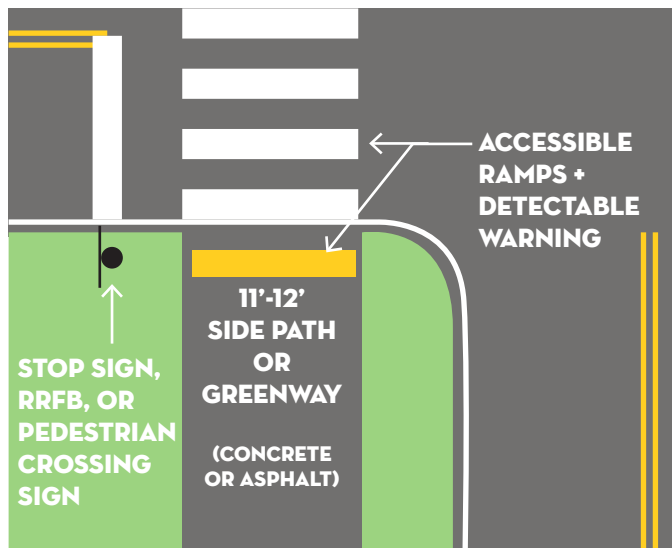 ACCESSIBLE
RAMPS +
DETECTABLE
WARNING
11'-12'
SIDE PATH
OR
GREENWAY
(CONCRETE
OR ASPHALT)
STOP SIGN,
RRFB, OR
PEDESTRIAN
CROSSING
SIGN